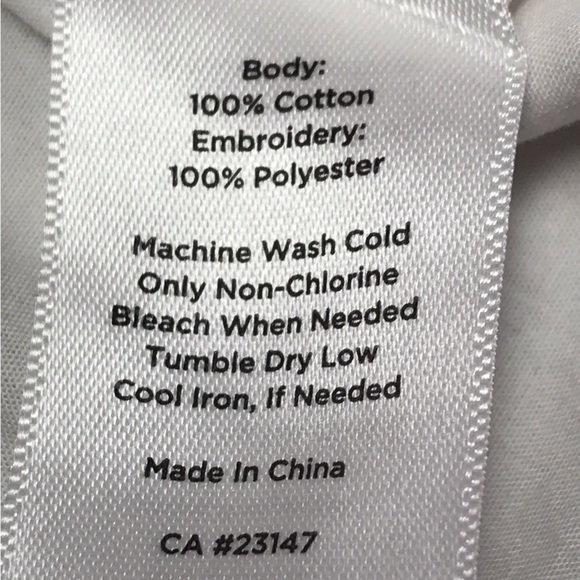 Body:
100% Cotton
Embroidery:
100% Polyester
Machine Wash Cold
Only Non-Chlorine
Bleach When Needed
Tumble Dry Low
Cool Iron, If Needed
Made In China
CA #23147